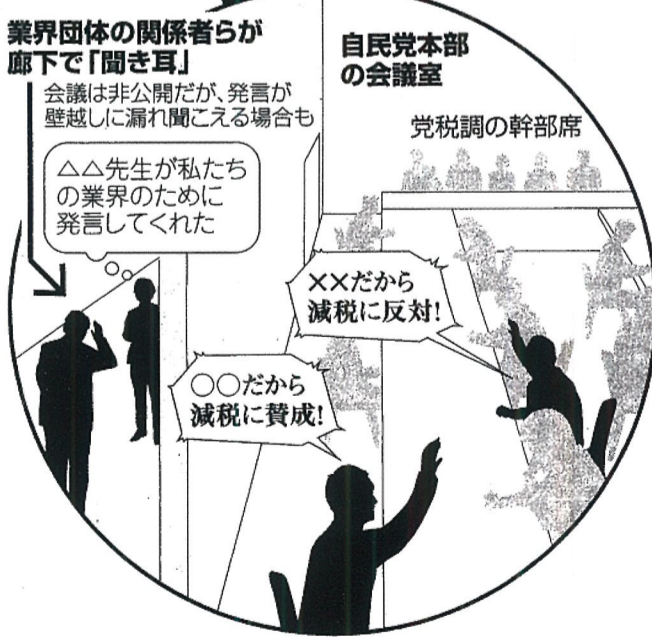 業界団体の関係者らが
廊下で「聞き耳」
会議は非公開だが、発言が
壁越しに漏れ聞こえる場合も
△△先生が私たち
の業界のために
発言してくれた
自民党本部
の会議室
党税調の幹部席
××だから
減税に反対!
○○だから
減税に賛成!